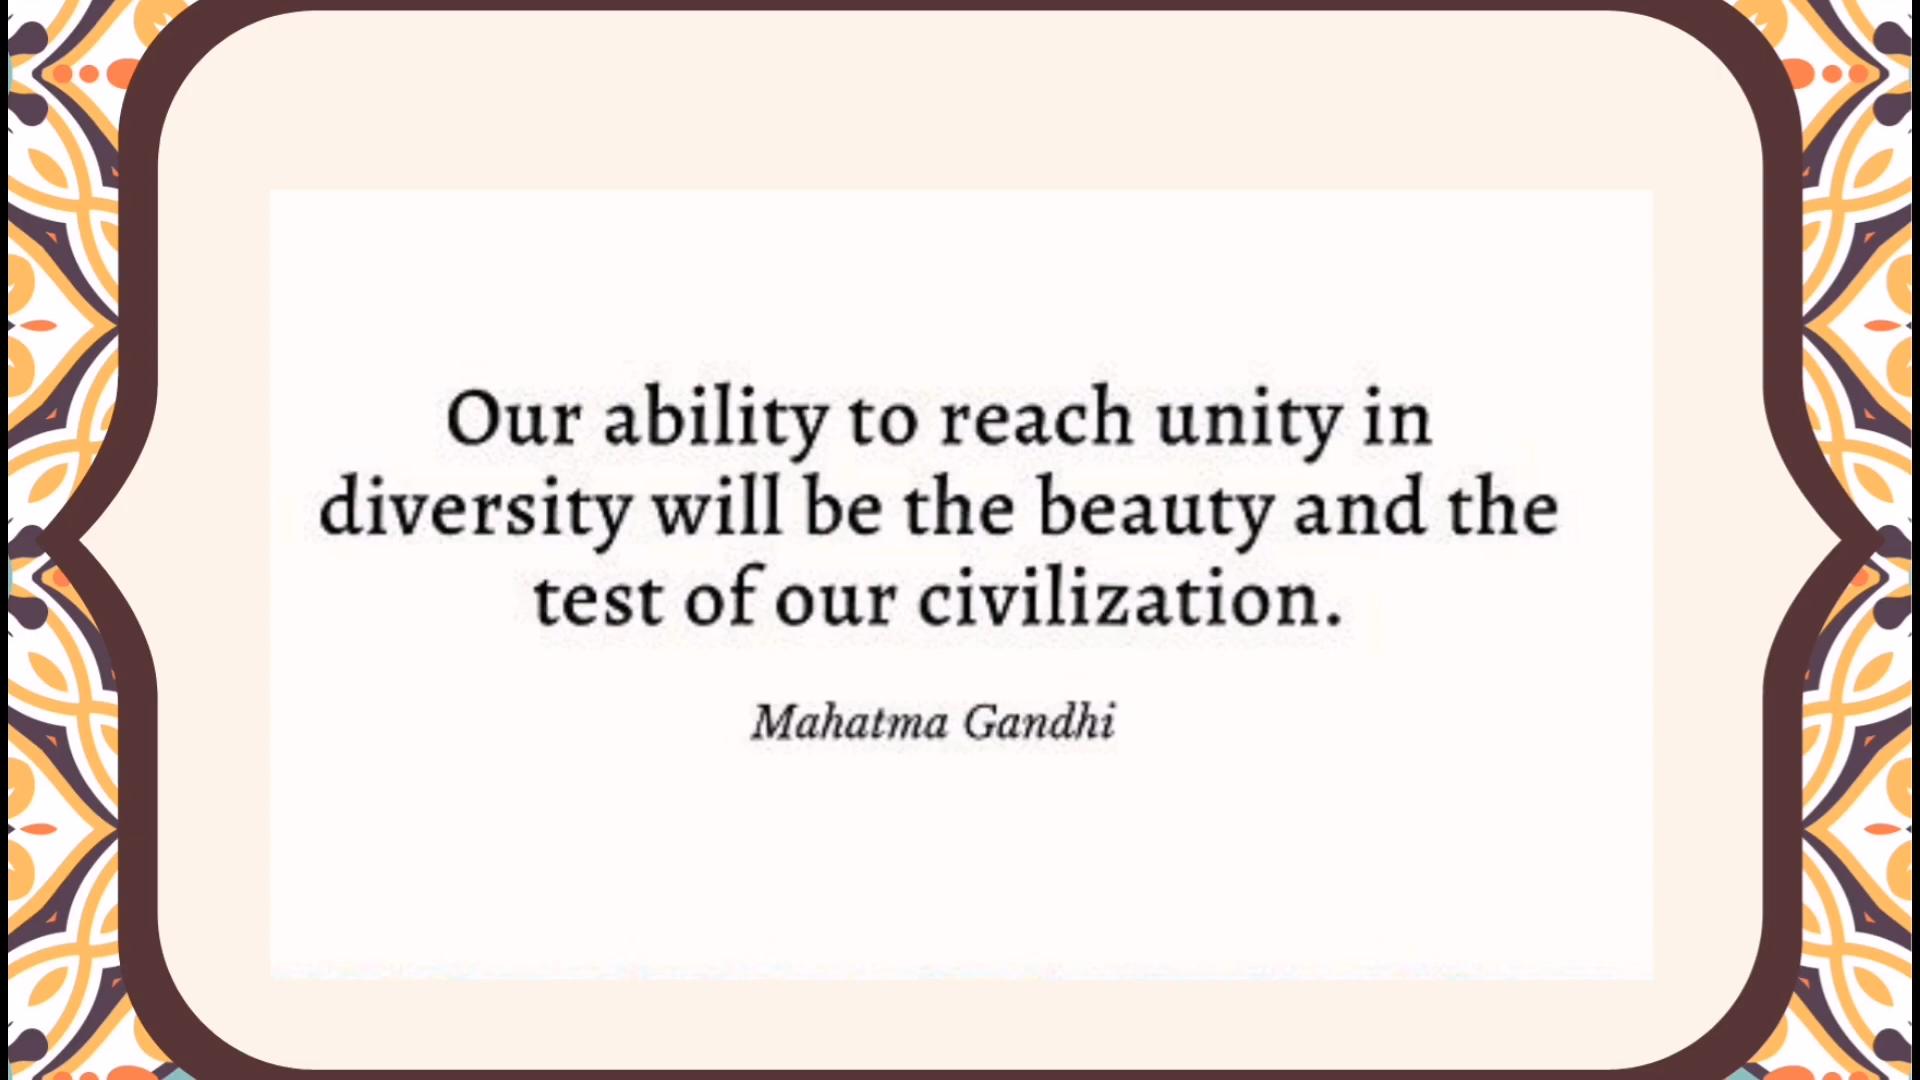 Our ability to reach unity in
diversity will be the beauty and the
test of our civilization.
Mahatma Gandhi